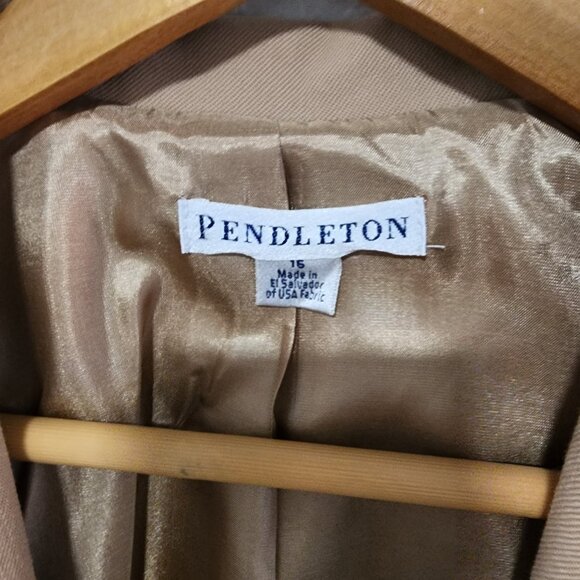 PENDLETON
16
Made in
El Salvador
of USA Fabric